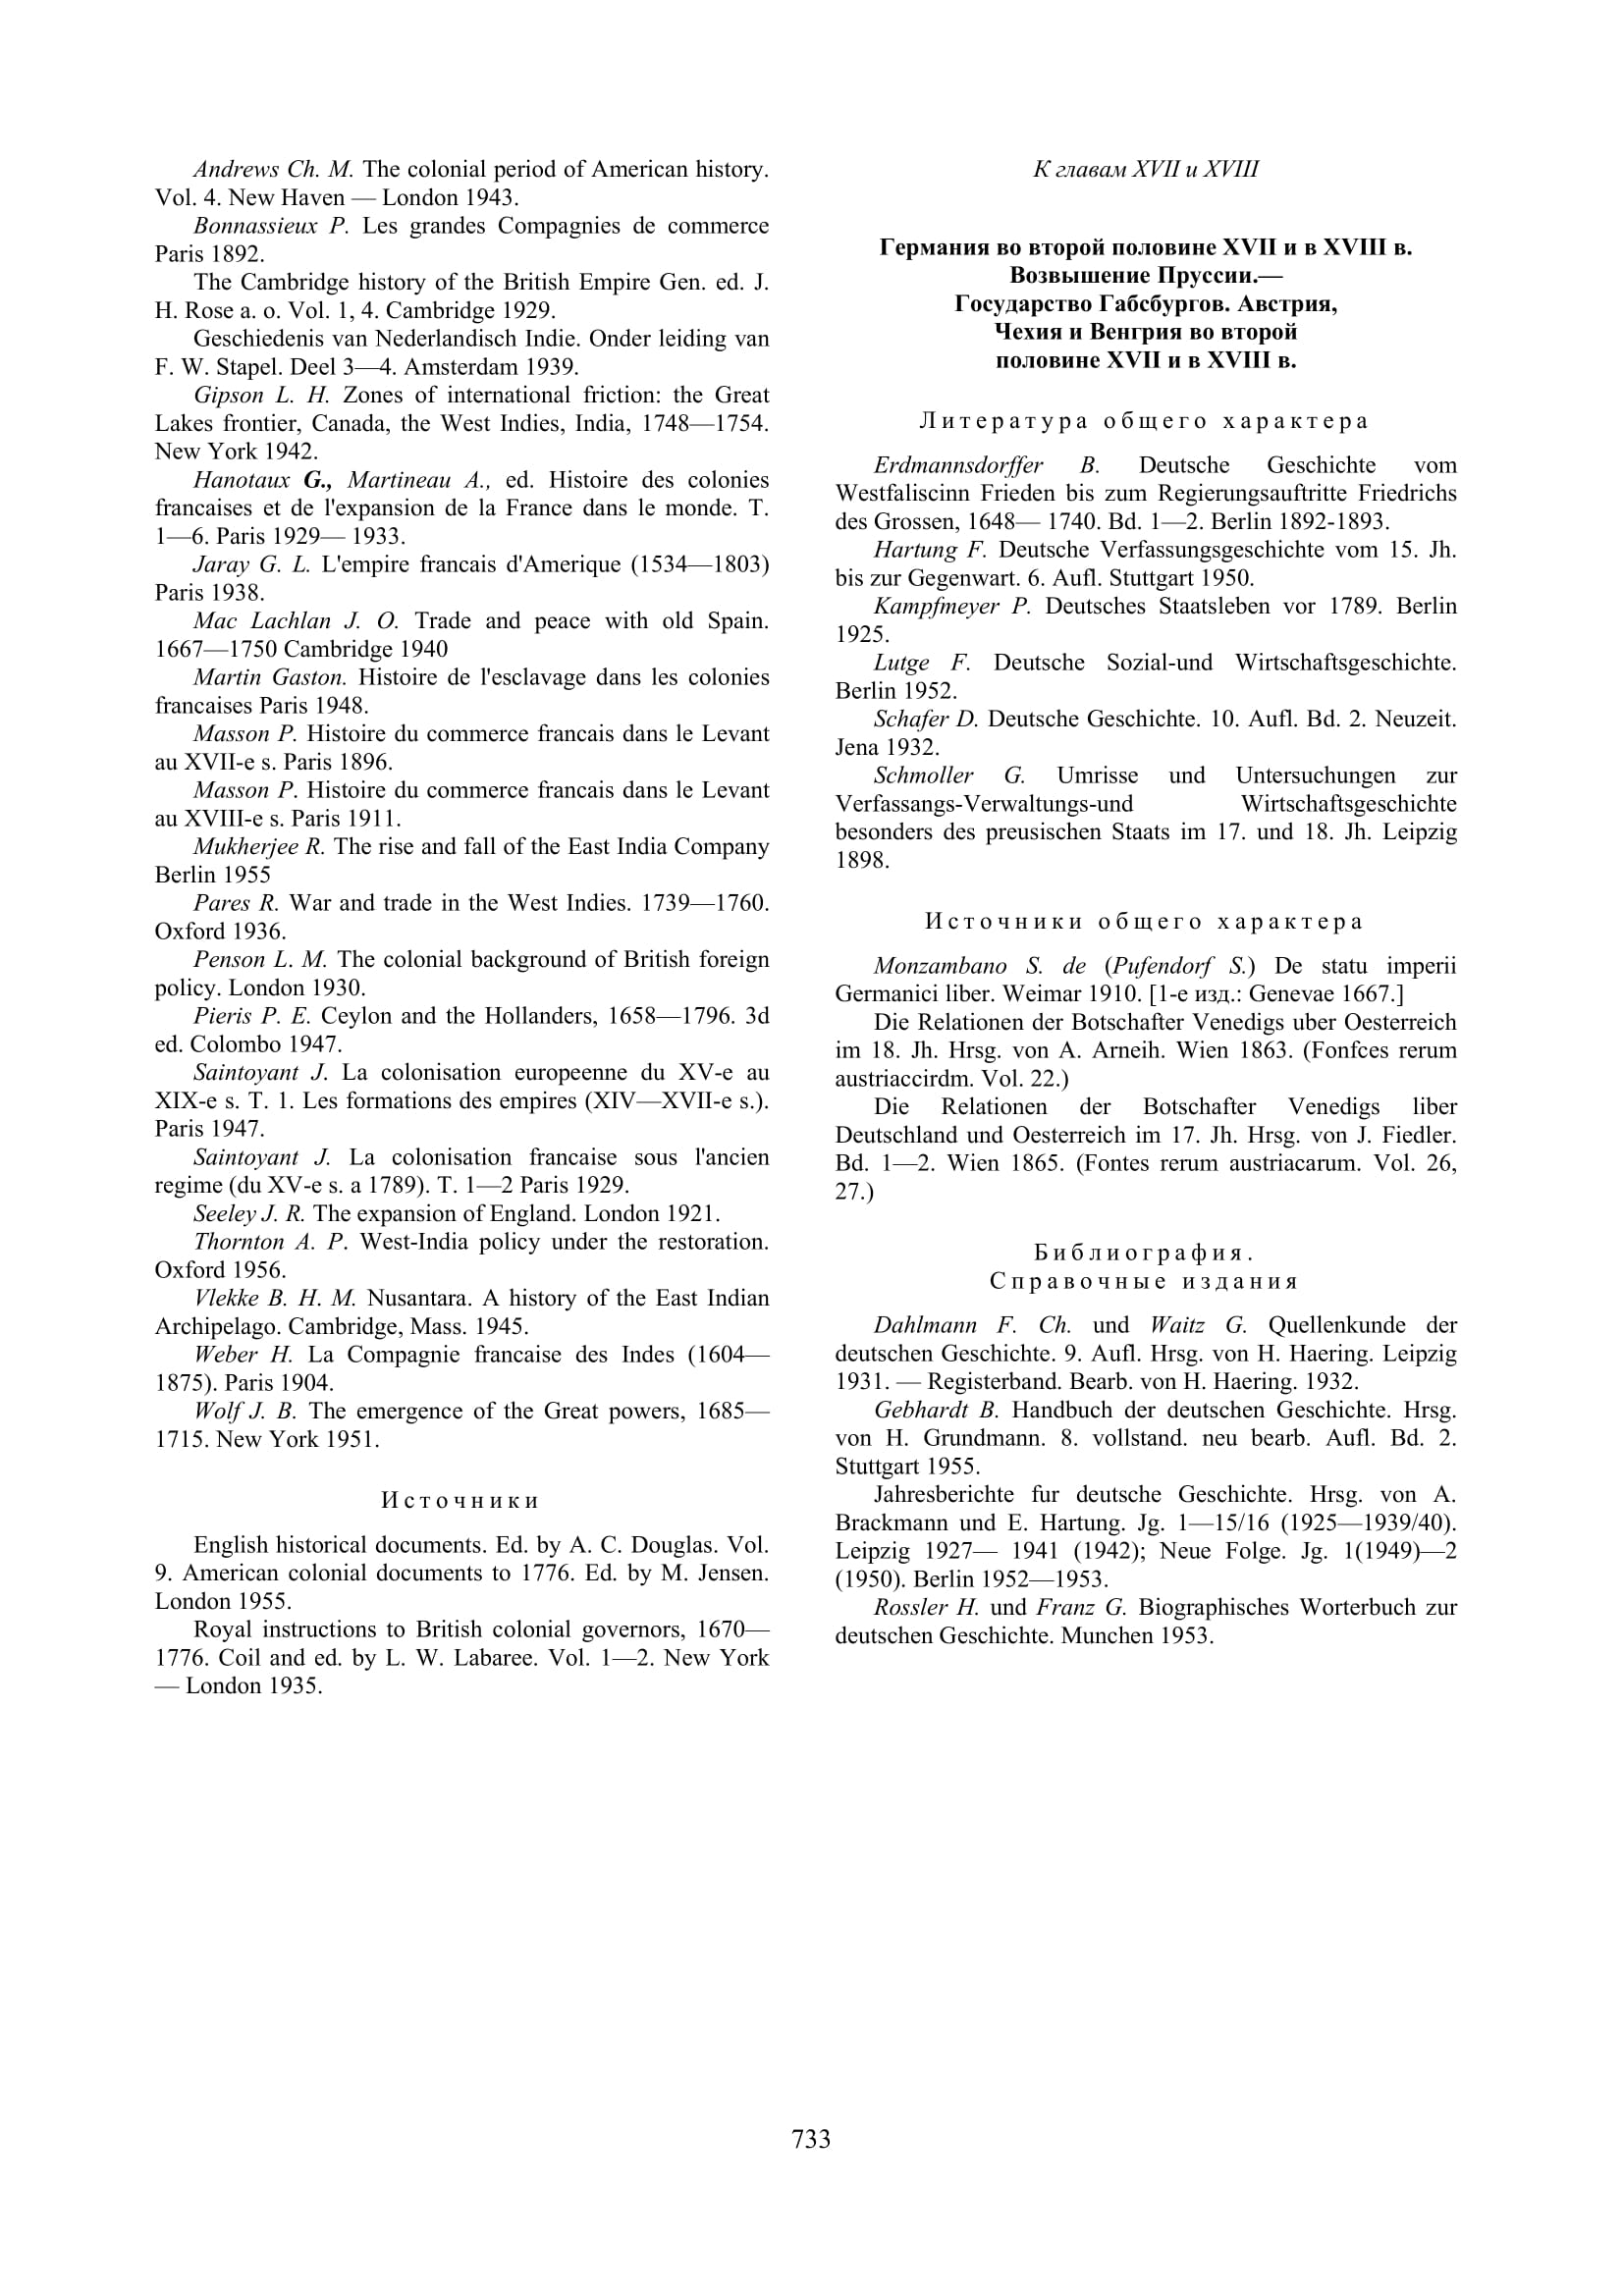 Andrews Ch. M. The colonial period of American history.
Vol. 4. New Haven — London 1943.
Bonnassieux P. Les grandes Compagnies de commerce
Paris 1892.
The Cambridge history of the British Empire Gen. ed. J.
H. Rose a. o. Vol. 1, 4. Cambridge 1929.
Geschiedenis van Nederlandisch Indie. Onder leiding van
F. W. Stapel. Deel 3—4. Amsterdam 1939.
Gipson L. H. Zones of international friction: the Great
Lakes frontier, Canada, the West Indies, India, 1748—1754.
New York 1942.
Hanotaux G., Martineau A., ed. Histoire des colonies
francaises et de l'expansion de la France dans le monde. T.
1—6. Paris 1929— 1933.
Jaray G. L. L'empire francais d'Amerique (1534—1803)
Paris 1938.
Mac Lachlan J. O. Trade and peace with old Spain.
1667—1750 Cambridge 1940
Martin Gaston. Histoire de l'esclavage dans les colonies
francaises Paris 1948.
Masson P. Histoire du commerce francais dans le Levant
au XVII-e s. Paris 1896.
Masson P. Histoire du commerce francais dans le Levant
au XVIII-e s. Paris 1911.
Mukherjee R. The rise and fall of the East India Company
Berlin 1955
Pares R. War and trade in the West Indies. 1739—1760.
Oxford 1936.
Penson L. M. The colonial background of British foreign
policy. London 1930.
Pieris P. E. Ceylon and the Hollanders, 1658—1796. 3d
ed. Colombo 1947.
Saintoyant J. La colonisation europeenne du XV-e au
XIX-e s. T. 1. Les formations des empires (XIV—XVII-e s.).
Paris 1947.
Saintoyant J. La colonisation francaise sous l'ancien
regime (du XV-e s. a 1789). T. 1—2 Paris 1929.
Seeley J. R. The expansion of England. London 1921.
Thornton A. P. West-India policy under the restoration.
Oxford 1956.
Vlekke B. H. M. Nusantara. A history of the East Indian
Archipelago. Cambridge, Mass. 1945.
Weber H. La Compagnie francaise des Indes (1604—
1875). Paris 1904.
Wolf J. B. The emergence of the Great powers, 1685—
1715. New York 1951.
Источники
English historical documents. Ed. by A. C. Douglas. Vol.
9. American colonial documents to 1776. Ed. by M. Jensen.
London 1955.
Royal instructions to British colonial governors, 1670—
1776. Coil and ed. by L. W. Labaree. Vol. 1—2. New York
— London 1935.
К главам XVII и XVIII
Германия во второй половине XVII и в XVIII в.
Возвышение Пруссии.—
Государство Габсбургов. Австрия,
Чехия и Венгрия во второй
половине XVII и в XVIII в.
Литература общего характера
Erdmannsdorffer B. Deutsche Geschichte vom
Westfaliscinn Frieden bis zum Regierungsauftritte Friedrichs
des Grossen, 1648— 1740. Bd. 1—2. Berlin 1892-1893.
Hartung F. Deutsche Verfassungsgeschichte vom 15. Jh.
bis zur Gegenwart. 6. Aufl. Stuttgart 1950.
Kampfmeyer P. Deutsches Staatsleben vor 1789. Berlin
1925.
Lutge F. Deutsche Sozial-und Wirtschaftsgeschichte.
Berlin 1952.
Schafer D. Deutsche Geschichte. 10. Aufl. Bd. 2. Neuzeit.
Jena 1932.
Schmoller G. Umrisse und Untersuchungen zur
Verfassangs-Verwaltungs-und Wirtschaftsgeschichte
besonders des preusischen Staats im 17. und 18. Jh. Leipzig
1898.
Источники общего характера
Monzambano S. de (Pufendorf S.) De statu imperii
Germanici liber. Weimar 1910. [1-е изд.: Genevae 1667.]
Die Relationen der Botschafter Venedigs uber Oesterreich
im 18. Jh. Hrsg. von A. Arneih. Wien 1863. (Fonfces rerum
austriaccirdm. Vol. 22.)
Die Relationen der Botschafter Venedigs liber
Deutschland und Oesterreich im 17. Jh. Hrsg. von J. Fiedler.
Bd. 1—2. Wien 1865. (Fontes rerum austriacarum. Vol. 26,
27.)
Библиография.
Справочные издания
Dahlmann F. Ch. und Waitz G. Quellenkunde der
deutschen Geschichte. 9. Aufl. Hrsg. von H. Haering. Leipzig
1931. — Registerband. Bearb. von H. Haering. 1932.
Gebhardt B. Handbuch der deutschen Geschichte. Hrsg.
von H. Grundmann. 8. vollstand. neu bearb. Aufl. Bd. 2.
Stuttgart 1955.
Jahresberichte fur deutsche Geschichte. Hrsg. von A.
Brackmann und E. Hartung. Jg. 1—15/16 (1925—1939/40).
Leipzig 1927— 1941 (1942); Neue Folge. Jg. 1(1949)—2
(1950). Berlin 1952—1953.
Rossler H. und Franz G. Biographisches Worterbuch zur
deutschen Geschichte. Munchen 1953.
733